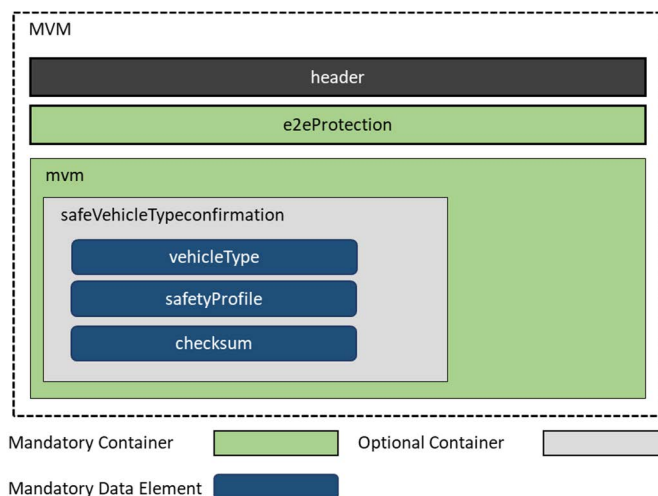 MVM
header
e2eProtection
mvm
safeVehicleTypeconfirmation
vehicleType
safetyProfile
checksum
Mandatory Container
Optional Container
Mandatory Data Element